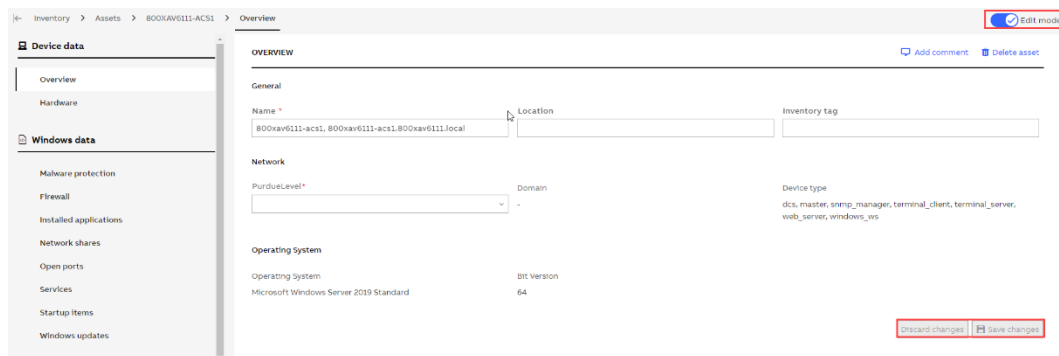 Inventory > Assets > 800XAV6111-ACS1 > Overview
Edit mode
Device data
Overview
Hardware
Windows data
Malware protection
Firewall
Installed applications
Network shares
Open ports
Services
Startup items
Windows updates
OVERVIEW
Add comment
Delete asset
General
Name *
Location
Inventory tag
800xav6111-acs1, 800xav6111-acs1.800xav6111.local
Network
PurdueLevel*
Domain
Device type
-
dcs, master, snmp_manager, terminal_client, terminal_server,
web_server, windows_ws
Operating System
Operating System
Bit Version
Microsoft Windows Server 2019 Standard
64
Discard changes
Save changes